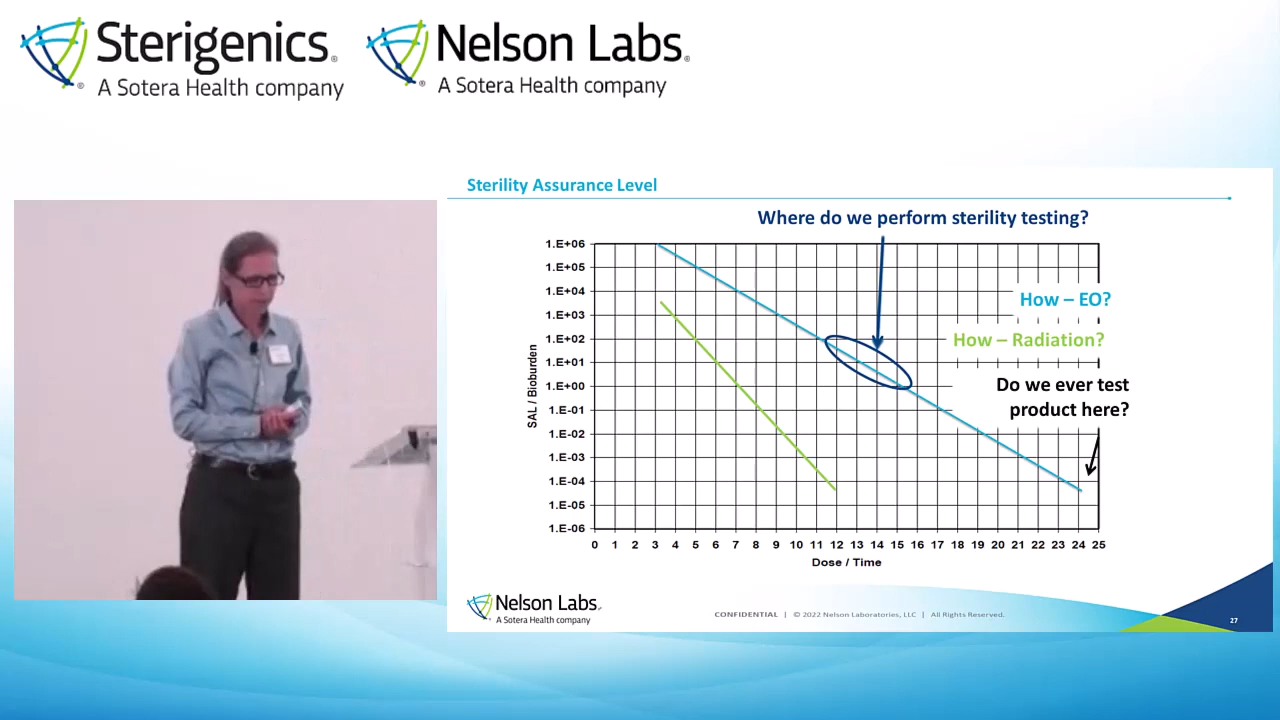 Sterigenics®
A Sotera Health company
Nelson Labs®
A Sotera Health company
Sterility Assurance Level
Where do we perform sterility testing?
1.E+06
1.E+05
1.E+04
1.E+03
1.E+02
1.E+01
1.E+00
1.E-01
1.E-02
1.E-03
1.E-04
1.E-05
1.E-06
SAL / Bioburden
How – EO?
How – Radiation?
Do we ever test
product here?
0 1 2 3 4 5 6 7 8 9 10 11 12 13 14 15 16 17 18 19 20 21 22 23 24 25
Dose / Time
Nelson Labs®
A Sotera Health company
CONFIDENTIAL | © 2022 Nelson Laboratories, LLC | All Rights Reserved.
27